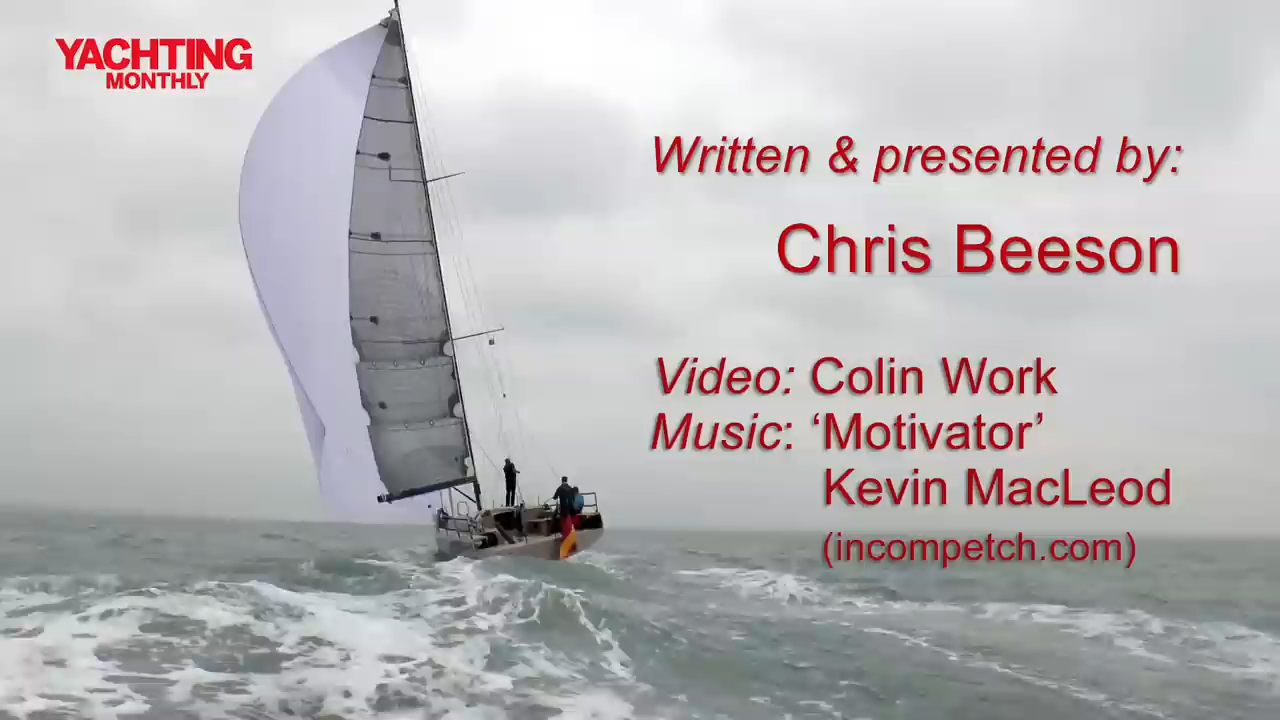 YACHTING
MONTHLY
Written & presented by:
Chris Beeson
Video: Colin Work
Music: ‘Motivator’
Kevin MacLeod
(incompetch.com)